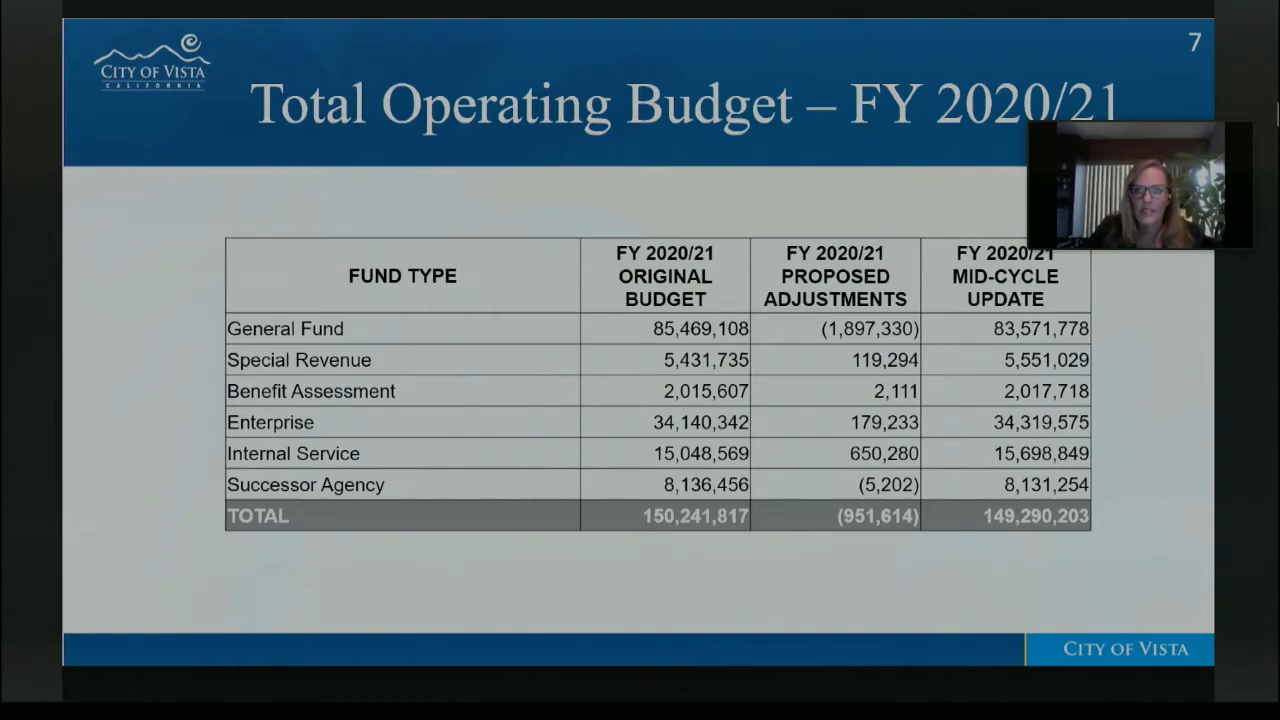 7
CITY OF VISTA
CALIFORNIA
Total Operating Budget – FY 2020/21
FUND TYPE FY 2020/21 ORIGINAL BUDGET FY 2020/21 PROPOSED ADJUSTMENTS FY 2020/21 MID-CYCLE UPDATE
General Fund 85,469,108 (1,897,330) 83,571,778
Special Revenue 5,431,735 119,294 5,551,029
Benefit Assessment 2,015,607 2,111 2,017,718
Enterprise 34,140,342 179,233 34,319,575
Internal Service 15,048,569 650,280 15,698,849
Successor Agency 8,136,456 (5,202) 8,131,254
TOTAL 150,241,817 (951,614) 149,290,203
CITY OF VISTA